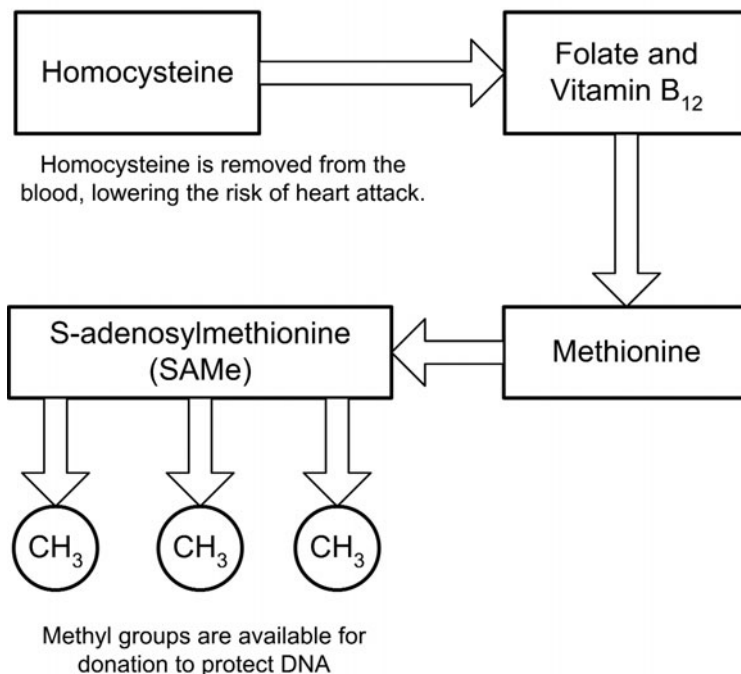 Homocysteine
Folate and
Vitamin B12
Homocysteine is removed from the
blood, lowering the risk of heart attack.
S-adenosylmethionine
(SAMe)
Methionine
CH3
CH3
CH3
Methyl groups are available for
donation to protect DNA